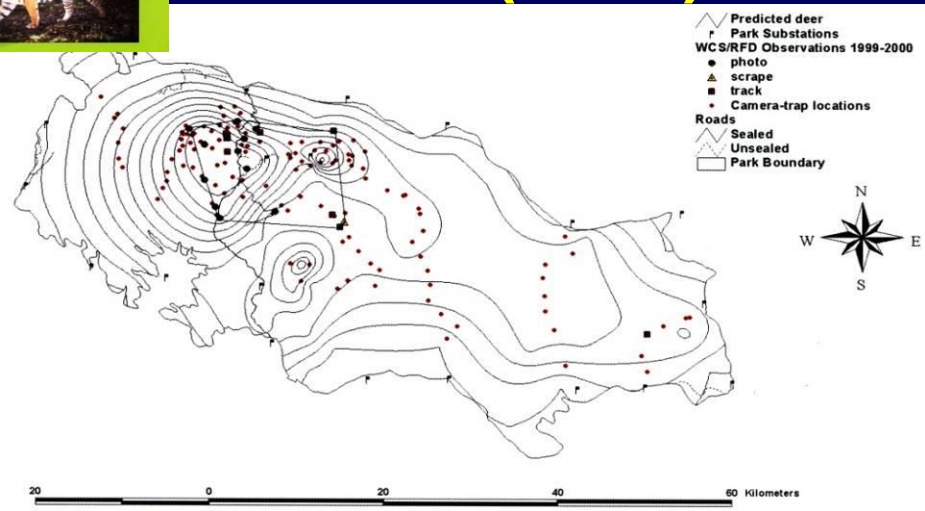 Predicted deer
Park Substations
WCS/RFD Observations 1999-2000
photo
scrape
track
Camera-trap locations
Roads
Sealed
Unsealed
Park Boundary
N
W E
S
20 0 20 40 60 Kilometers